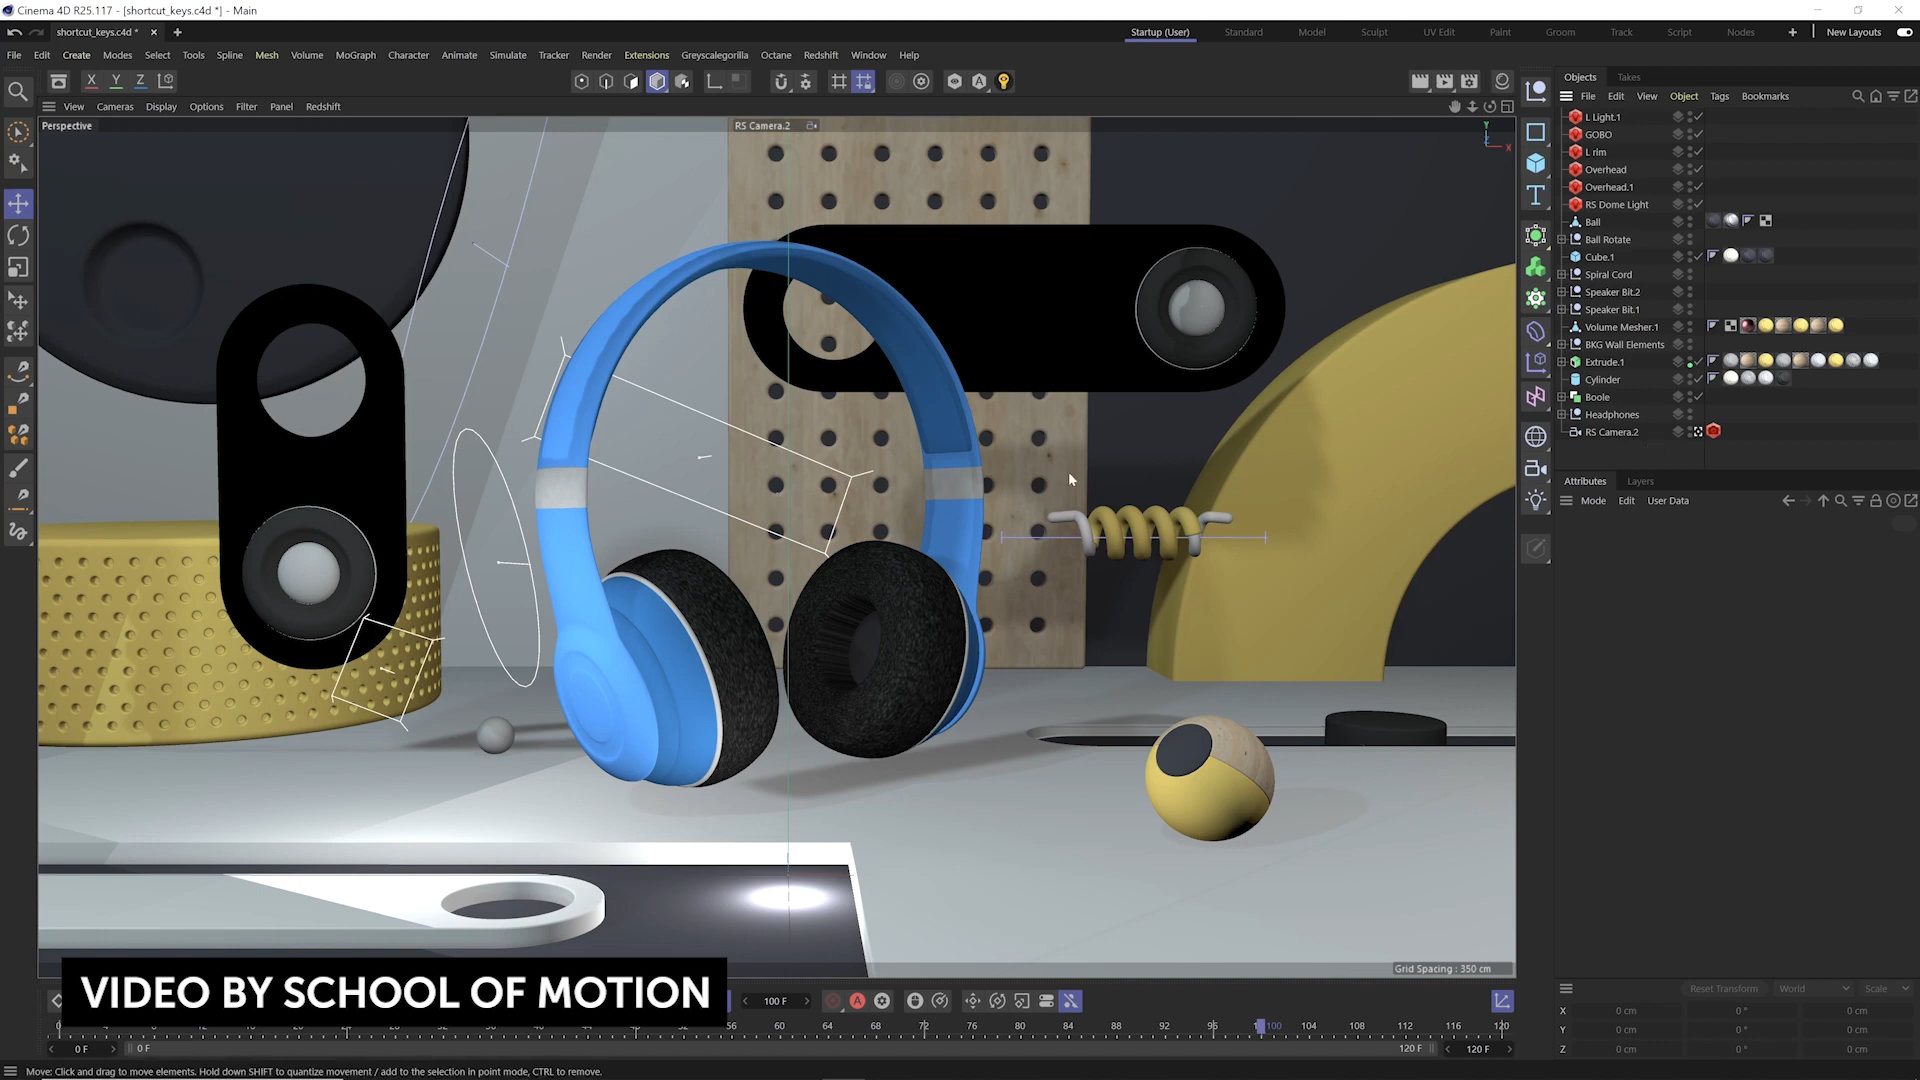 Cinema 4D R25.117 - [shortcut_keys.c4d *] - Main
shortcut_keys.c4d *
Startup (User) Standard Model Sculpt UV Edit Paint Groom Track Script Nodes New Layouts
File Edit Create Modes Select Tools Spline Mesh Volume MoGraph Character Animate Simulate Tracker Render Extensions Greyscalegorilla Octane Redshift Window Help
X Y Z
View Cameras Display Options Filter Panel Redshift
Perspective
RS Camera.2
Y
X
Objects Takes
File Edit View Object Tags Bookmarks
L Light.1
GOBO
L rim
Overhead
Overhead.1
RS Dome Light
Ball
Ball Rotate
Cube.1
Spiral Cord
Speaker Bit.2
Speaker Bit.1
Volume Mesher.1
BKG Wall Elements
Extrude.1
Cylinder
Boole
Headphones
RS Camera.2
Attributes Layers
Mode Edit User Data
Grid Spacing : 350 cm
VIDEO BY SCHOOL OF MOTION
100 F
56 60 64 68 72 76 80 84 88 92 96 100 104 108 112 116 120
0 F 0 F 120 F 120 F
Reset Transform World Scale
X 0 cm 0 ° 0 cm
Y 0 cm 0 ° 0 cm
Z 0 cm 0 ° 0 cm
Move: Click and drag to move elements. Hold down SHIFT to quantize movement / add to the selection in point mode, CTRL to remove.